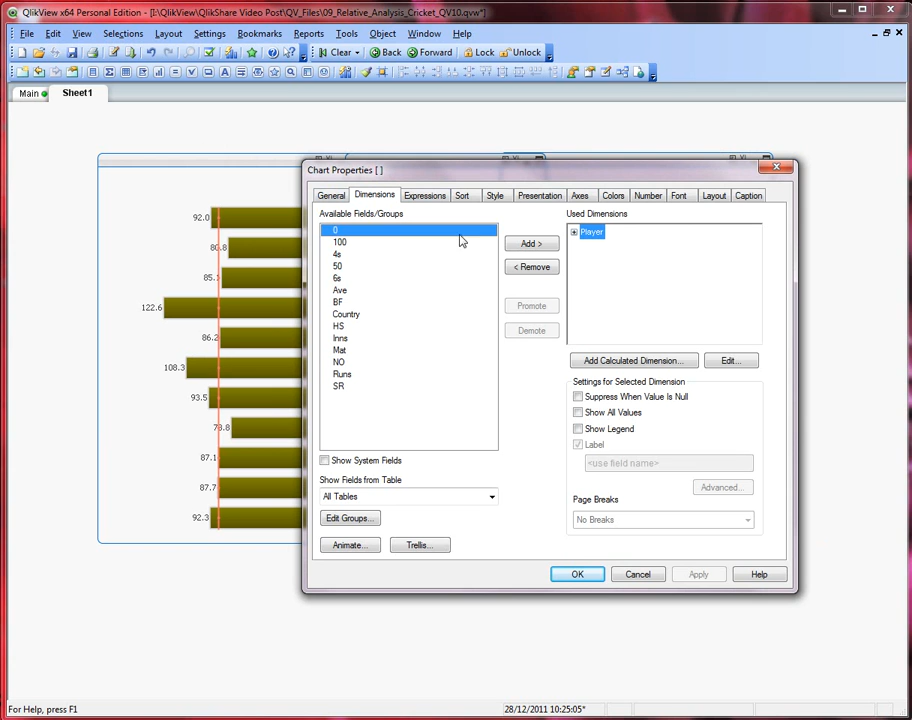 QlikView x64 Personal Edition - [I:\QlikView\QlikShare Video Post\QV_Files\09_Relative_Analysis_Cricket_QV10.qvw*]
File Edit View Selections Layout Settings Bookmarks Reports Tools Object Window Help
Clear Back Forward Lock Unlock
Main Sheet1
Chart Properties [ ]
General Dimensions Expressions Sort Style Presentation Axes Colors Number Font Layout Caption
Available Fields/Groups
0
100
4s
50
6s
Ave
BF
Country
HS
Inns
Mat
NO
Runs
SR
Show System Fields
Show Fields from Table
All Tables
Edit Groups...
Animate... Trellis...
Add >
< Remove
Promote
Demote
Used Dimensions
Player
Add Calculated Dimension... Edit...
Settings for Selected Dimension
Suppress When Value Is Null
Show All Values
Show Legend
Label
<use field name>
Advanced...
Page Breaks
No Breaks
OK Cancel Apply Help
92.0
122.6
86.2
108.3
93.5
87.1
87.7
92.3
For Help, press F1
28/12/2011 10:25:05*